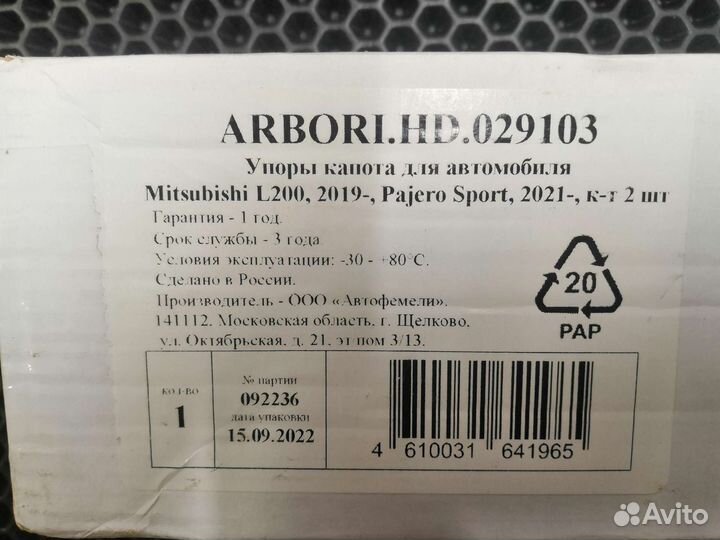 ARBORI.HD.029103
Упоры капота для автомобиля
Mitsubishi L200, 2019-, Pajero Sport, 2021-, к-т 2 шт
Гарантия - 1 год.
Срок службы - 3 года
Условия эксплуатации: -30 - +80°С.
Сделано в России.
Производитель - ООО «Автофемели».
141112, Московская область, г. Щелково,
ул. Октябрьская, д. 21, эт пом 3/13.
20
PAP
кол-во
1
№ партии
092236
дата упаковки
15.09.2022
4 610031 641965
Avito